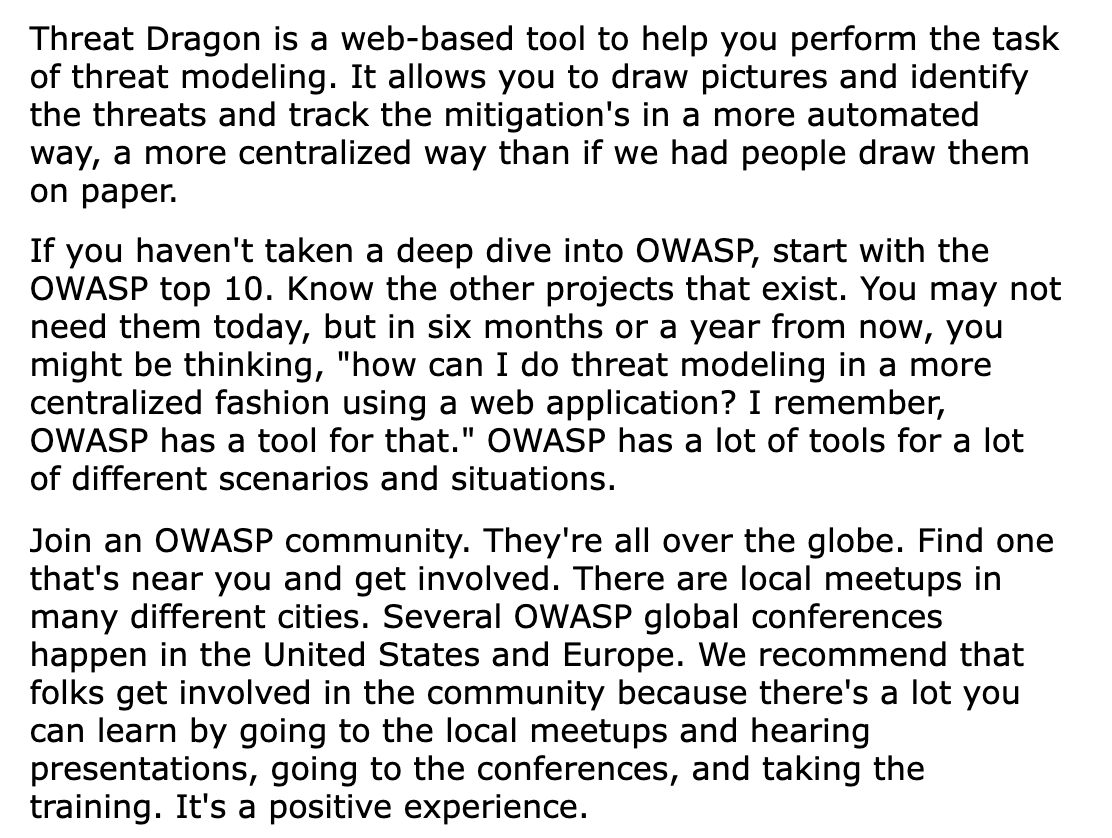 Threat Dragon is a web-based tool to help you perform the task
of threat modeling. It allows you to draw pictures and identify
the threats and track the mitigation's in a more automated
way, a more centralized way than if we had people draw them
on paper.
If you haven't taken a deep dive into OWASP, start with the
OWASP top 10. Know the other projects that exist. You may not
need them today, but in six months or a year from now, you
might be thinking, "how can I do threat modeling in a more
centralized fashion using a web application? I remember,
OWASP has a tool for that." OWASP has a lot of tools for a lot
of different scenarios and situations.
Join an OWASP community. They're all over the globe. Find one
that's near you and get involved. There are local meetups in
many different cities. Several OWASP global conferences
happen in the United States and Europe. We recommend that
folks get involved in the community because there's a lot you
can learn by going to the local meetups and hearing
presentations, going to the conferences, and taking the
training. It's a positive experience.